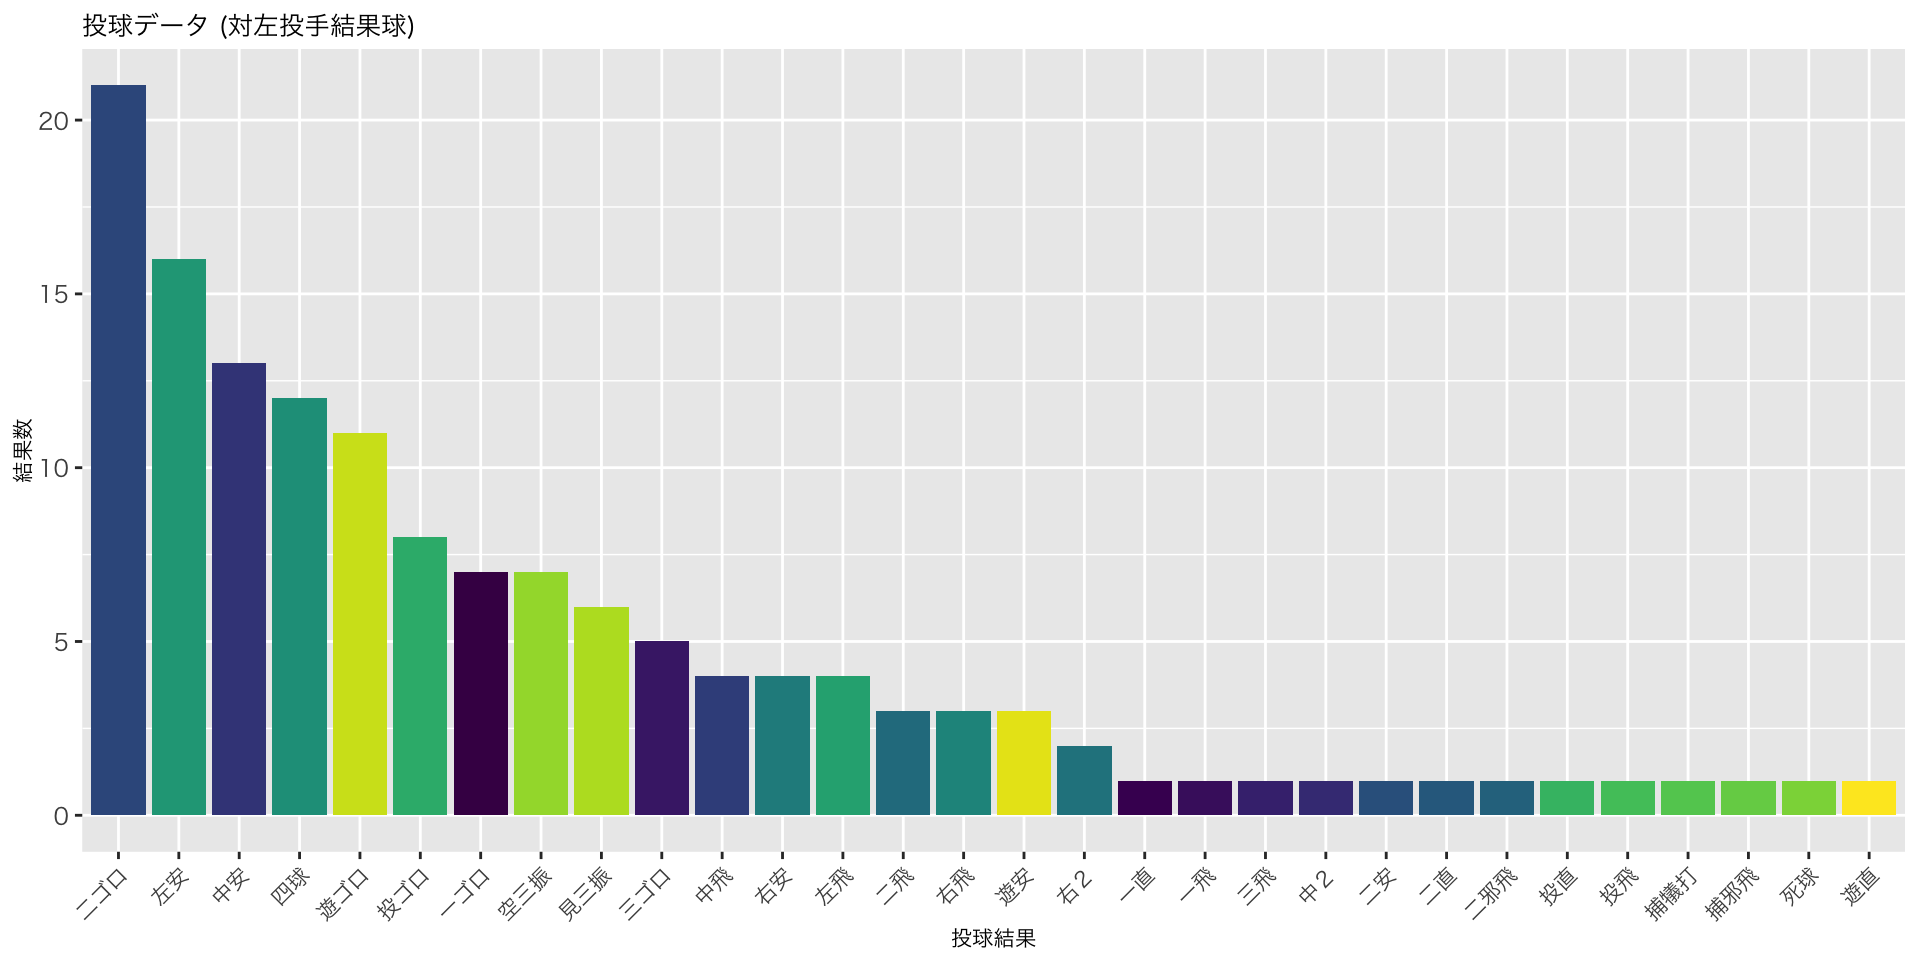 投球データ (対左投手結果球)
結果数
20
15
10
5
0
二ゴロ
左安
中安
四球
遊ゴロ
投ゴロ
一ゴロ
空三振
見三振
三ゴロ
中飛
右安
左飛
二飛
右飛
遊安
右２
一直
一飛
三飛
中２
二安
二直
二邪飛
投直
投飛
捕犠打
捕邪飛
死球
遊直
投球結果